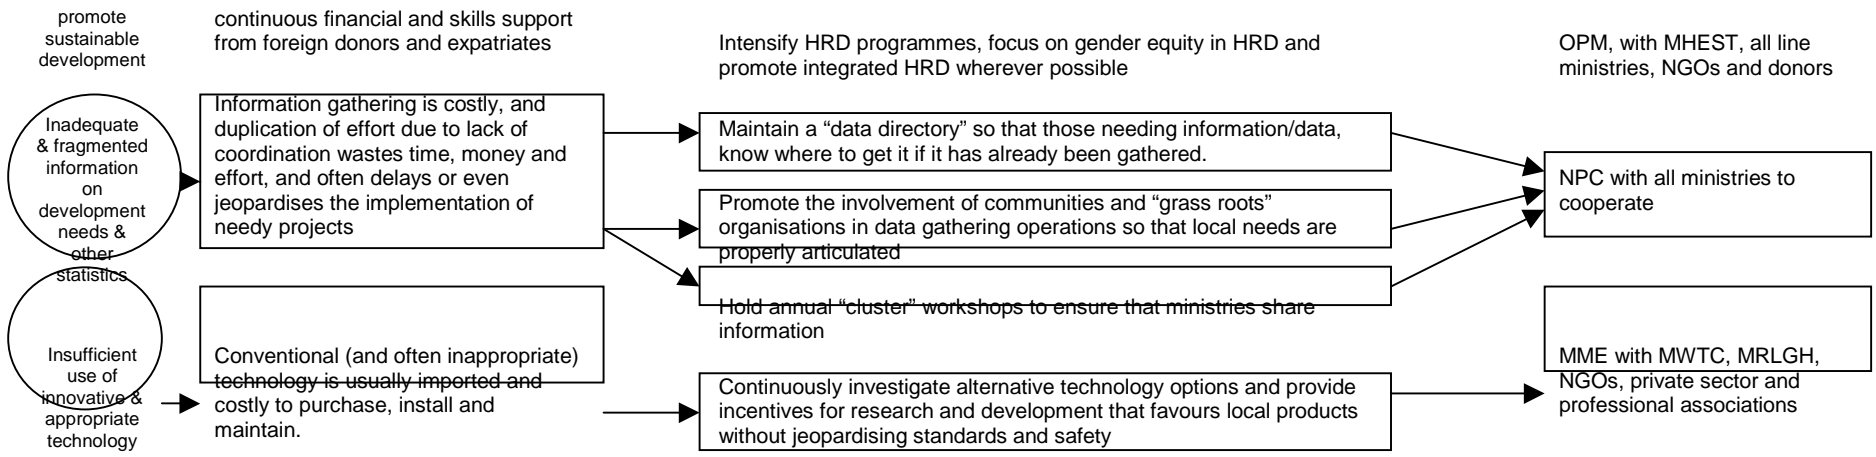 promote
sustainable
development
continuous financial and skills support
from foreign donors and expatriates
Intensify HRD programmes, focus on gender equity in HRD and
promote integrated HRD wherever possible
OPM, with MHEST, all line
ministries, NGOs and donors
Inadequate
& fragmented
information
on
development
needs &
other
statistics
Information gathering is costly, and
duplication of effort due to lack of
coordination wastes time, money and
effort, and often delays or even
jeopardises the implementation of
needy projects
Maintain a “data directory” so that those needing information/data,
know where to get it if it has already been gathered.
Promote the involvement of communities and “grass roots”
organisations in data gathering operations so that local needs are
properly articulated
Hold annual “cluster” workshops to ensure that ministries share
information
NPC with all ministries to
cooperate
Insufficient
use of
innovative &
appropriate
technology
Conventional (and often inappropriate)
technology is usually imported and
costly to purchase, install and
maintain.
Continuously investigate alternative technology options and provide
incentives for research and development that favours local products
without jeopardising standards and safety
MME with MWTC, MRLGH,
NGOs, private sector and
professional associations